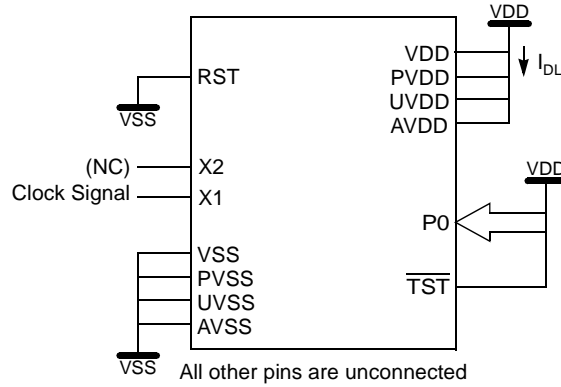 VDD
VDD
PVDD
UVDD
AVDD
I_DL
RST
VSS
(NC)
X2
Clock Signal
X1
VDD
P0
TST
VSS
PVSS
UVSS
AVSS
VSS
All other pins are unconnected